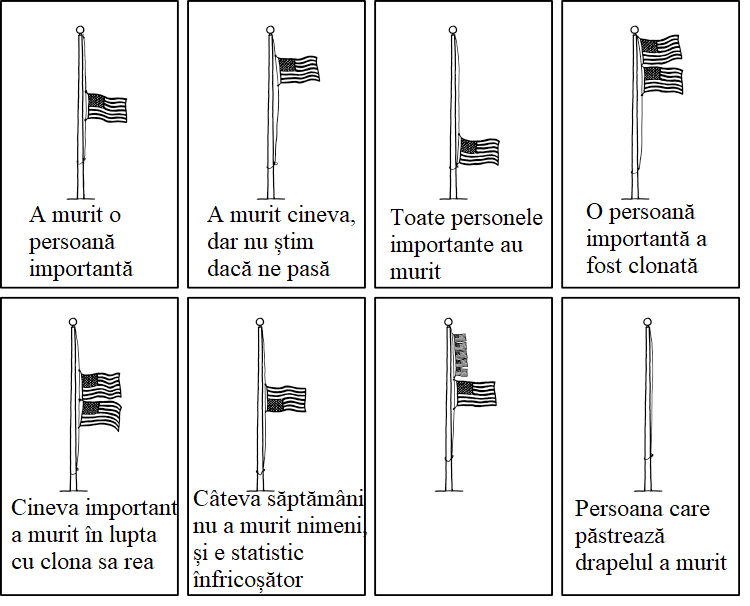 A murit o
persoană
importantă
A murit cineva,
dar nu știm
dacă ne pasă
Toate personele
importante au
murit
O persoană
importantă a
fost clonată
Cineva important
a murit în lupta
cu clona sa rea
Câteva săptămâni
nu a murit nimeni,
și e statistic
înfricoșător
Persoana care
păstrează
drapelul a murit